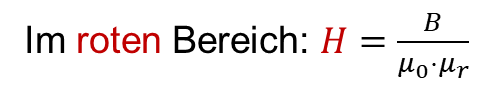 Im roten Bereich: H = B / (μ₀·μᵣ)